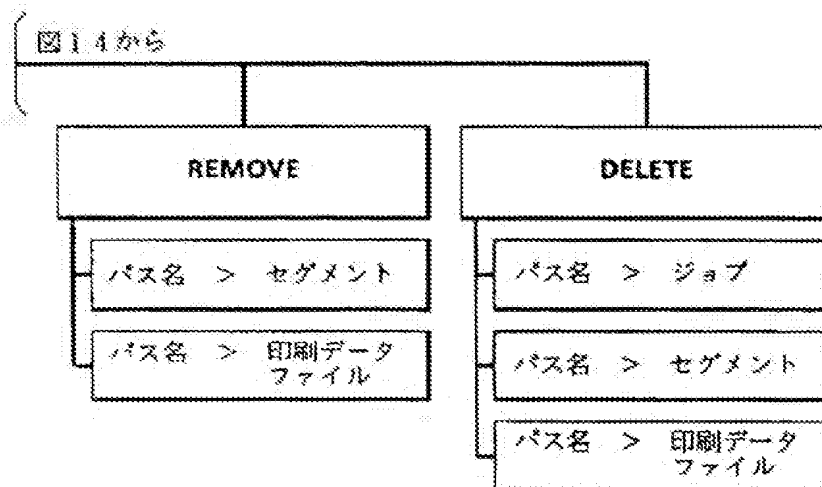 図14から
REMOVE
パス名 > セグメント
パス名 > 印刷データ
ファイル
DELETE
パス名 > ジョブ
パス名 > セグメント
パス名 > 印刷データ
ファイル